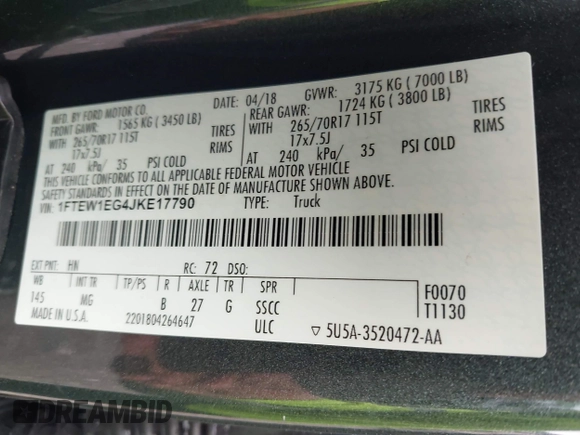 MFD. BY FORD MOTOR CO.
DATE: 04/18 GVWR: 3175 KG (7000 LB)
FRONT GAWR: 1565 KG (3450 LB)
REAR GAWR: 1724 KG (3800 LB)
WITH 265/70R17 115T TIRES
WITH 265/70R17 115T TIRES
17x7.5J RIMS
17x7.5J RIMS
AT 240 kPa/ 35 PSI COLD
AT 240 kPa/ 35 PSI COLD
THIS VEHICLE CONFORMS TO ALL APPLICABLE FEDERAL MOTOR VEHICLE
SAFETY STANDARDS IN EFFECT ON THE DATE OF MANUFACTURE SHOWN ABOVE.
VIN: 1FTEW1EG4JKE17790 TYPE: Truck
EXT PNT: HN RC: 72 DSO:
WB INT TR TP/PS R AXLE TR SPR
145 MG B 27 G SSCC
F0070
T1130
MADE IN U.S.A. 2201804264647 ULC ▽ 5U5A-3520472-AA
DREAMBID